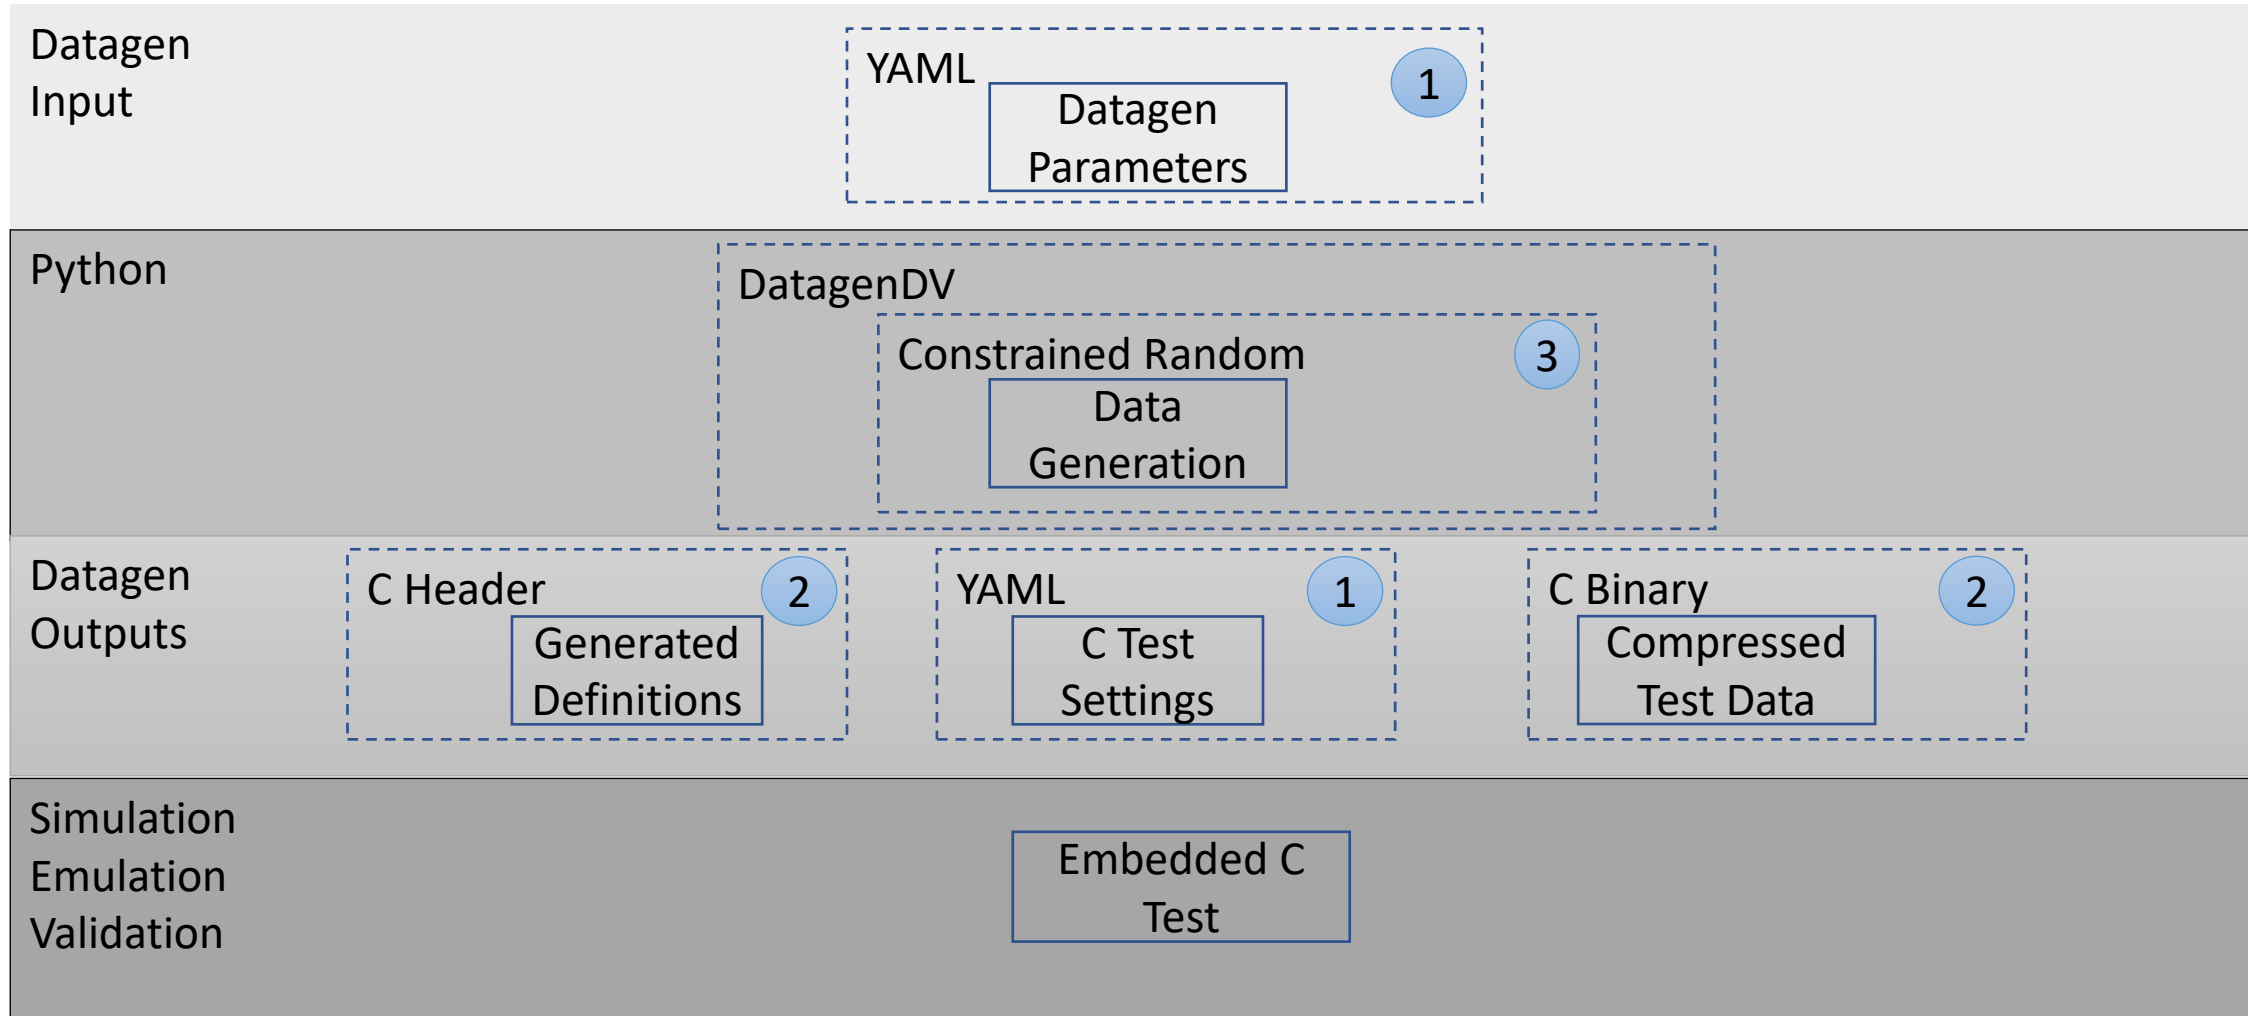 Datagen
Input
YAML
1
Datagen
Parameters
Python
DatagenDV
Constrained Random
3
Data
Generation
Datagen
Outputs
C Header
2
Generated
Definitions
YAML
1
C Test
Settings
C Binary
2
Compressed
Test Data
Simulation
Emulation
Validation
Embedded C
Test